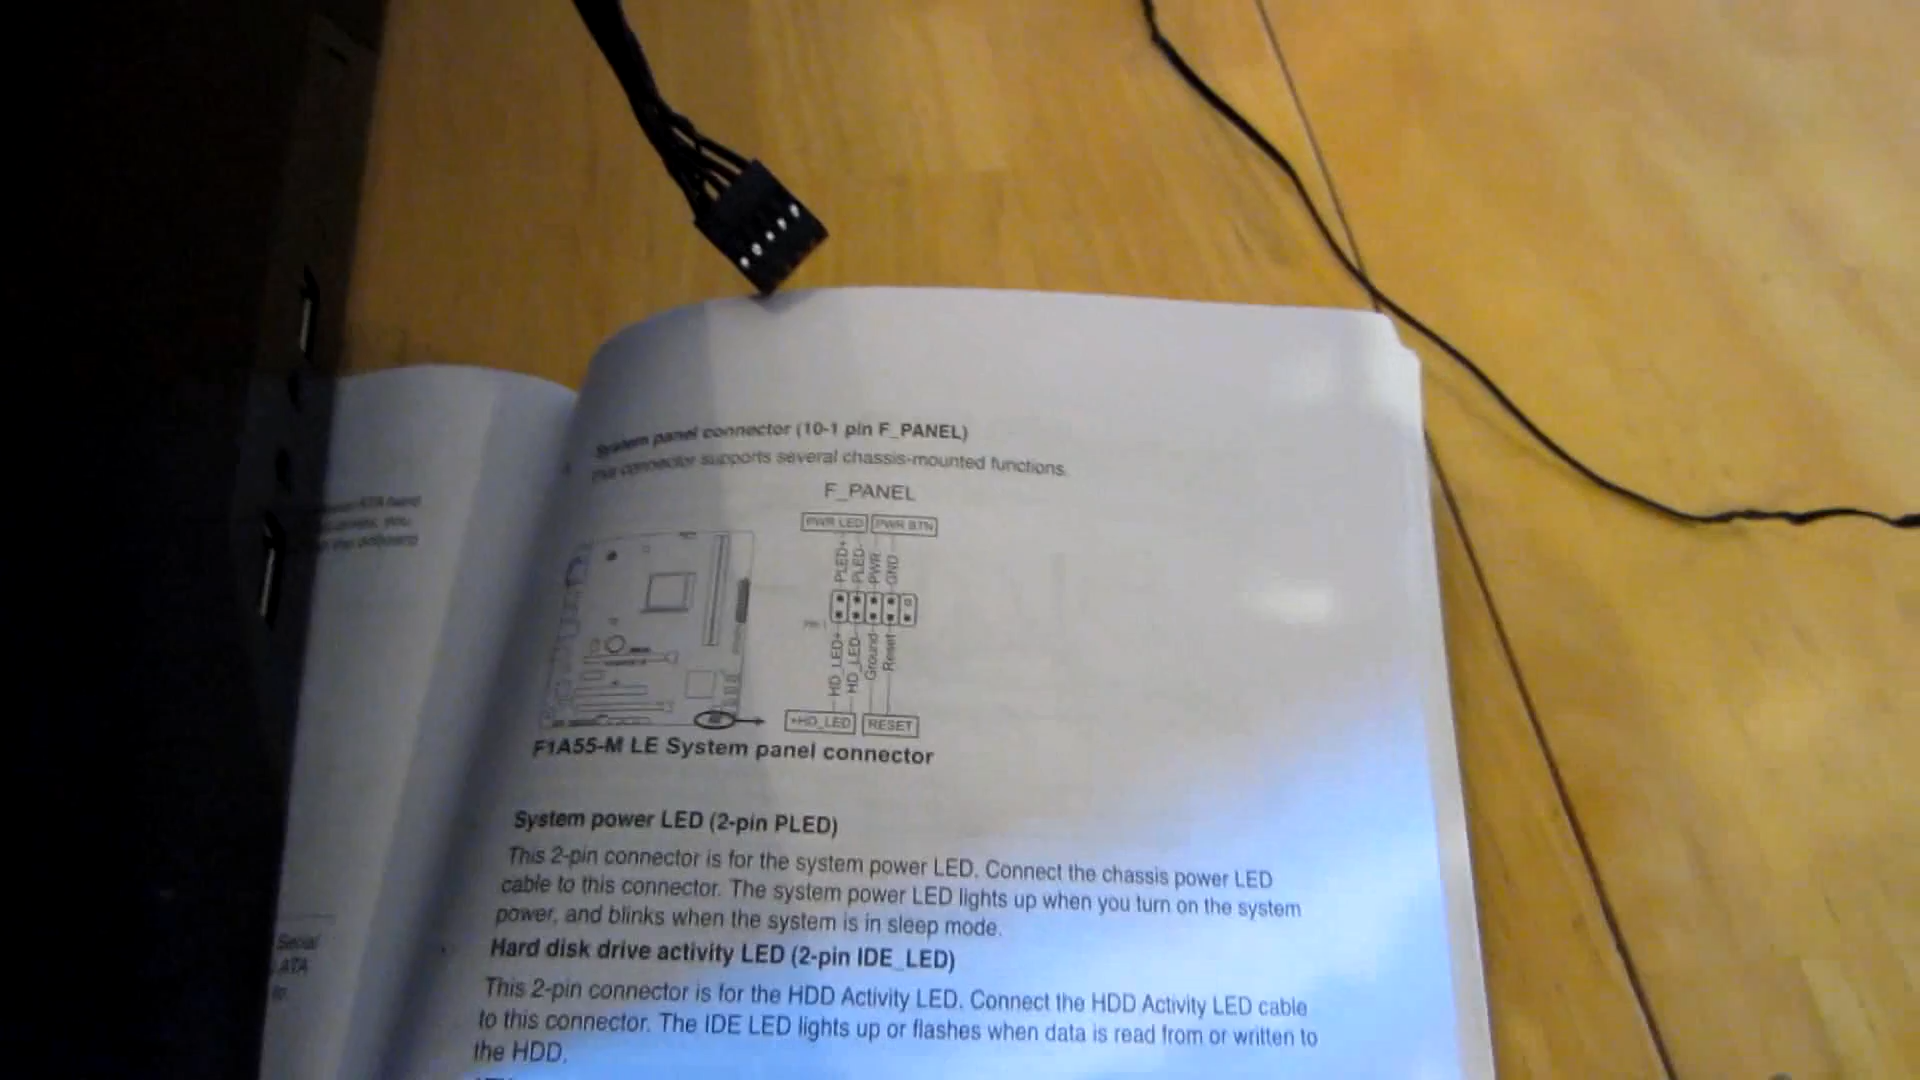 System panel connector (10-1 pin F_PANEL)
This connector supports several chassis-mounted functions.
F_PANEL
PWR LED PWR BTN
PLED+ PLED- PWR GND
PIN 1
HD_LED+ HD_LED- Ground Reset
+HD_LED RESET
F1A55-M LE System panel connector
System power LED (2-pin PLED)
This 2-pin connector is for the system power LED. Connect the chassis power LED
cable to this connector. The system power LED lights up when you turn on the system
power, and blinks when the system is in sleep mode.
Hard disk drive activity LED (2-pin IDE_LED)
This 2-pin connector is for the HDD Activity LED. Connect the HDD Activity LED cable
to this connector. The IDE LED lights up or flashes when data is read from or written to
the HDD.
Serial
ATA